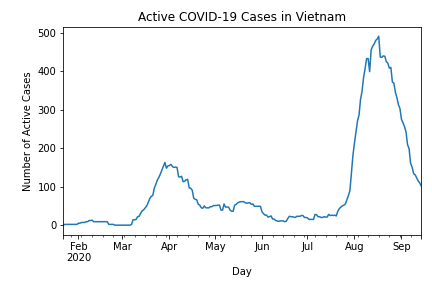 Active COVID-19 Cases in Vietnam
Number of Active Cases
500
400
300
200
100
0
Feb
2020
Mar
Apr
May
Jun
Jul
Aug
Sep
Day